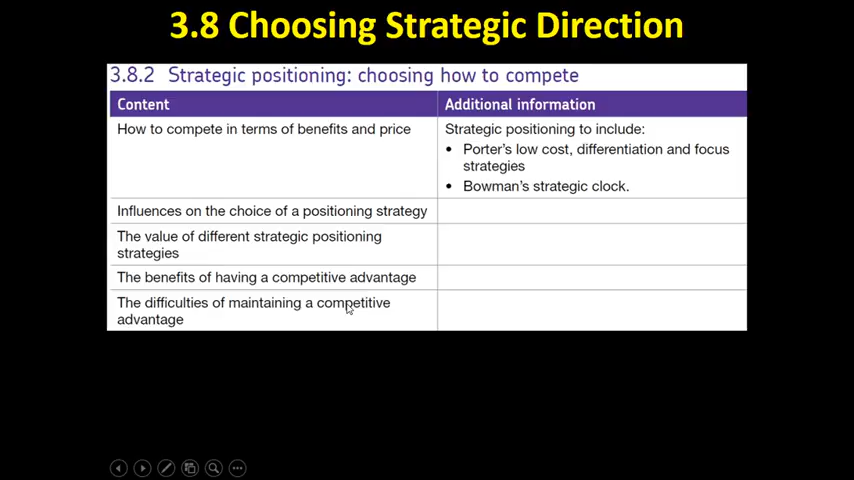 3.8 Choosing Strategic Direction
3.8.2 Strategic positioning: choosing how to compete
Content
Additional information
How to compete in terms of benefits and price
Strategic positioning to include:
• Porter's low cost, differentiation and focus
strategies
• Bowman's strategic clock.
Influences on the choice of a positioning strategy
The value of different strategic positioning
strategies
The benefits of having a competitive advantage
The difficulties of maintaining a competitive
advantage